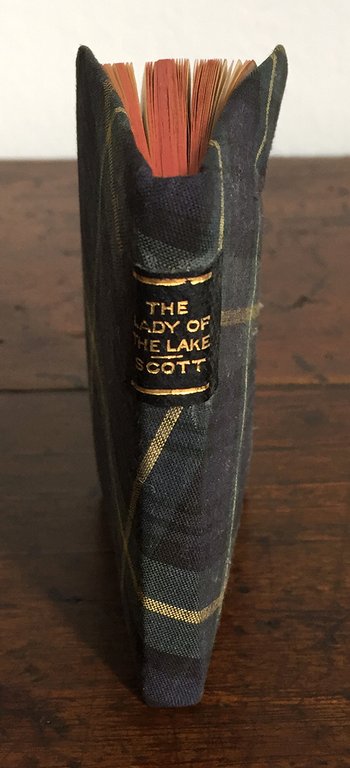 THE
LADY OF
THE LAKE
SCOTT